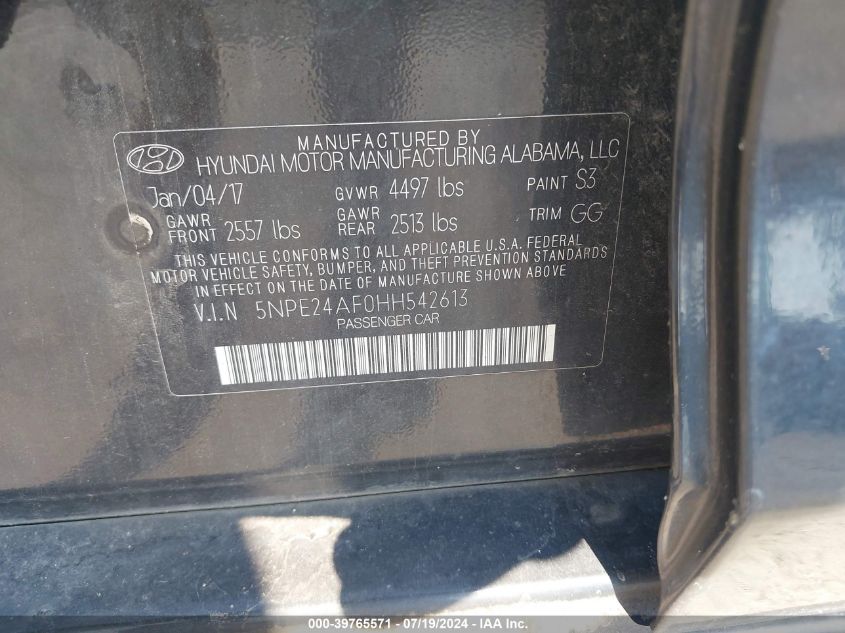 MANUFACTURED BY
HYUNDAI MOTOR MANUFACTURING ALABAMA, LLC
Jan/04/17 GVWR 4497 lbs PAINT S3
GAWR FRONT 2557 lbs GAWR REAR 2513 lbs TRIM GG
THIS VEHICLE CONFORMS TO ALL APPLICABLE U.S.A. FEDERAL
MOTOR VEHICLE SAFETY, BUMPER, AND THEFT PREVENTION STANDARDS
IN EFFECT ON THE DATE OF MANUFACTURE SHOWN ABOVE.
V.I.N 5NPE24AF0HH542613
PASSENGER CAR
000-39765571 - 07/19/2024 - IAA Inc.